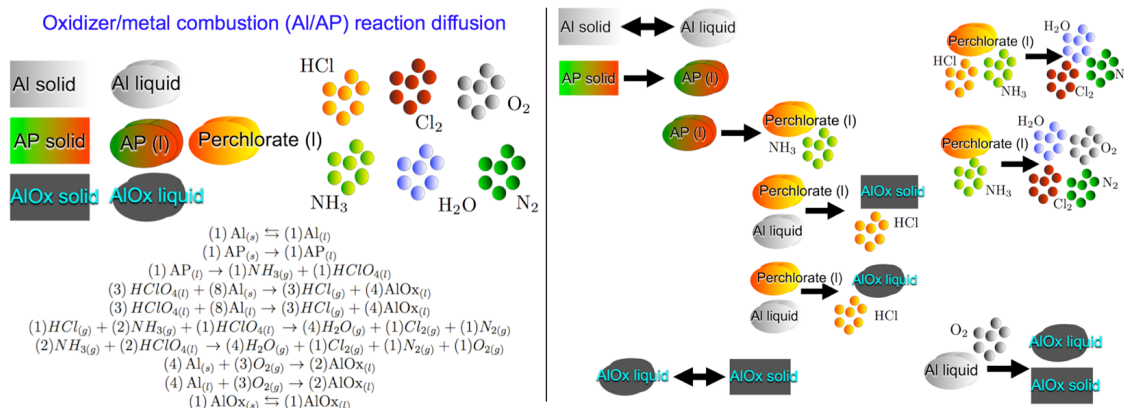 Oxidizer/metal combustion (Al/AP) reaction diffusion
Al solid
Al liquid
HCl
Cl₂
O₂
AP solid
AP (l)
Perchlorate (l)
AlOx solid
AlOx liquid
NH₃
H₂O
N₂
(1) Al₍ₛ₎ ⇆ (1)Al₍ₗ₎
(1) AP₍ₛ₎ → (1)AP₍ₗ₎
(1) AP₍ₗ₎ → (1)NH₃₍g₎ + (1)HClO₄₍ₗ₎
(3) HClO₄₍ₗ₎ + (8)Al₍ₛ₎ → (3)HCl₍g₎ + (4)AlOx₍ₗ₎
(3) HClO₄₍ₗ₎ + (8)Al₍ₗ₎ → (3)HCl₍g₎ + (4)AlOx₍ₗ₎
(1)HCl₍g₎ + (2)NH₃₍g₎ + (1)HClO₄₍ₗ₎ → (4)H₂O₍g₎ + (1)Cl₂₍g₎ + (1)N₂₍g₎
(2)NH₃₍g₎ + (2)HClO₄₍ₗ₎ → (4)H₂O₍g₎ + (1)Cl₂₍g₎ + (1)N₂₍g₎ + (1)O₂₍g₎
(4) Al₍ₛ₎ + (3)O₂₍g₎ → (2)AlOx₍ₗ₎
(4) Al₍ₗ₎ + (3)O₂₍g₎ → (2)AlOx₍ₗ₎
(1) AlOx₍ₛ₎ ⇆ (1)AlOx₍ₗ₎
Al solid
Al liquid
AP solid
AP (l)
AP (l)
Perchlorate (l)
NH₃
Perchlorate (l)
Al liquid
AlOx solid
HCl
Perchlorate (l)
Al liquid
AlOx liquid
HCl
AlOx liquid
AlOx solid
Perchlorate (l)
HCl
NH₃
H₂O
Cl₂
N
Perchlorate (l)
NH₃
H₂O
O₂
Cl₂
N₂
O₂
Al liquid
AlOx liquid
AlOx solid